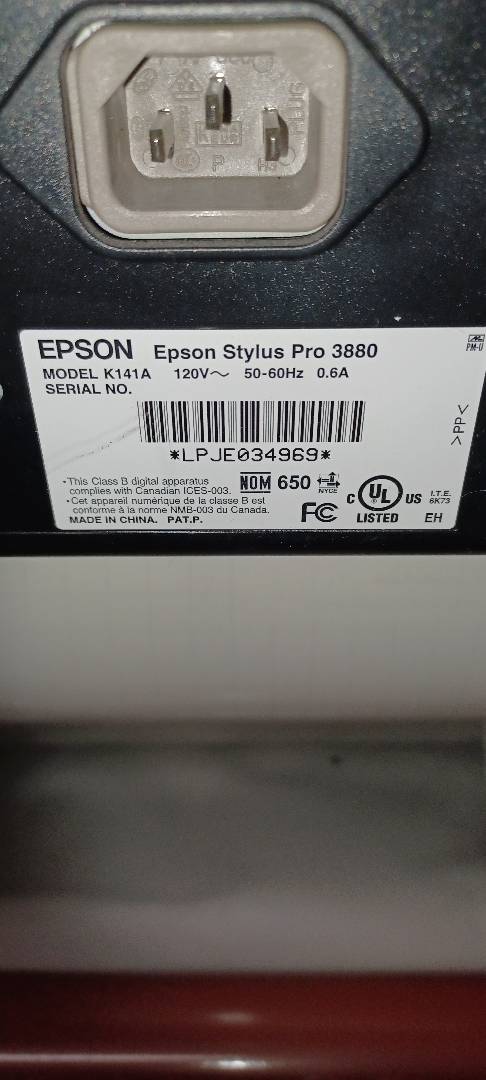 EPSON Epson Stylus Pro 3880
MODEL K141A 120V～ 50-60Hz 0.6A
SERIAL NO.
*LPJE034969*
•This Class B digital apparatus
complies with Canadian ICES-003.
•Cet appareil numérique de la classe B est
conforme à la norme NMB-003 du Canada.
MADE IN CHINA. PAT.P.
NOM 650 NYCE
FC
C UL US
LISTED
I.T.E.
6K73
EH
PM-U
>PP<